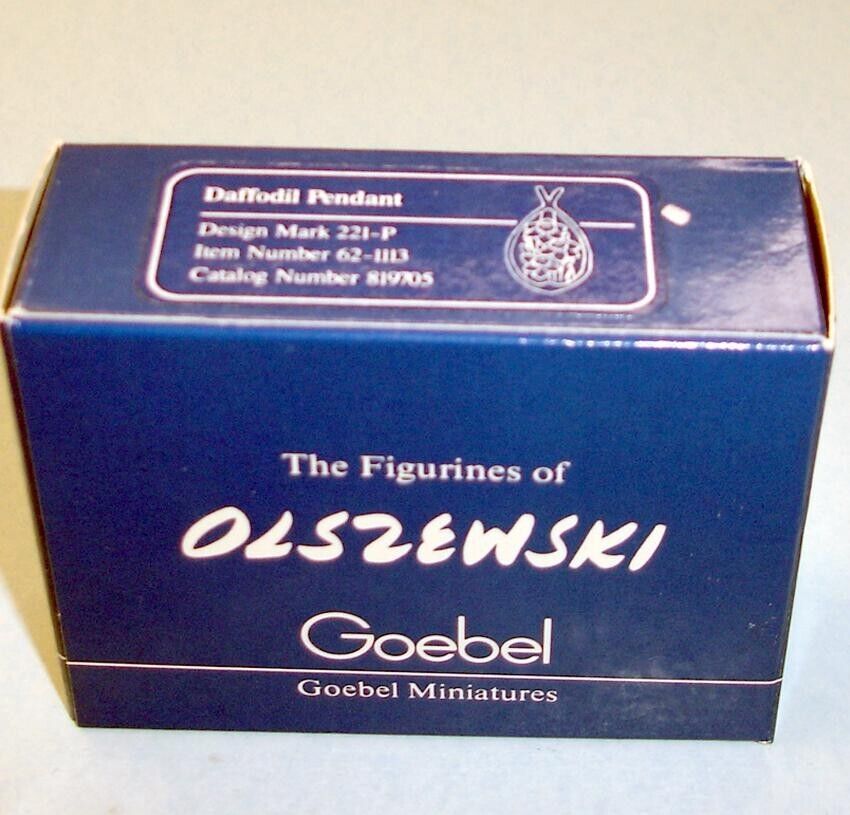 Daffodil Pendant
Design Mark 221-P
Item Number 62-1113
Catalog Number 819705
The Figurines of
OLSZEWSKI
Goebel
Goebel Miniatures